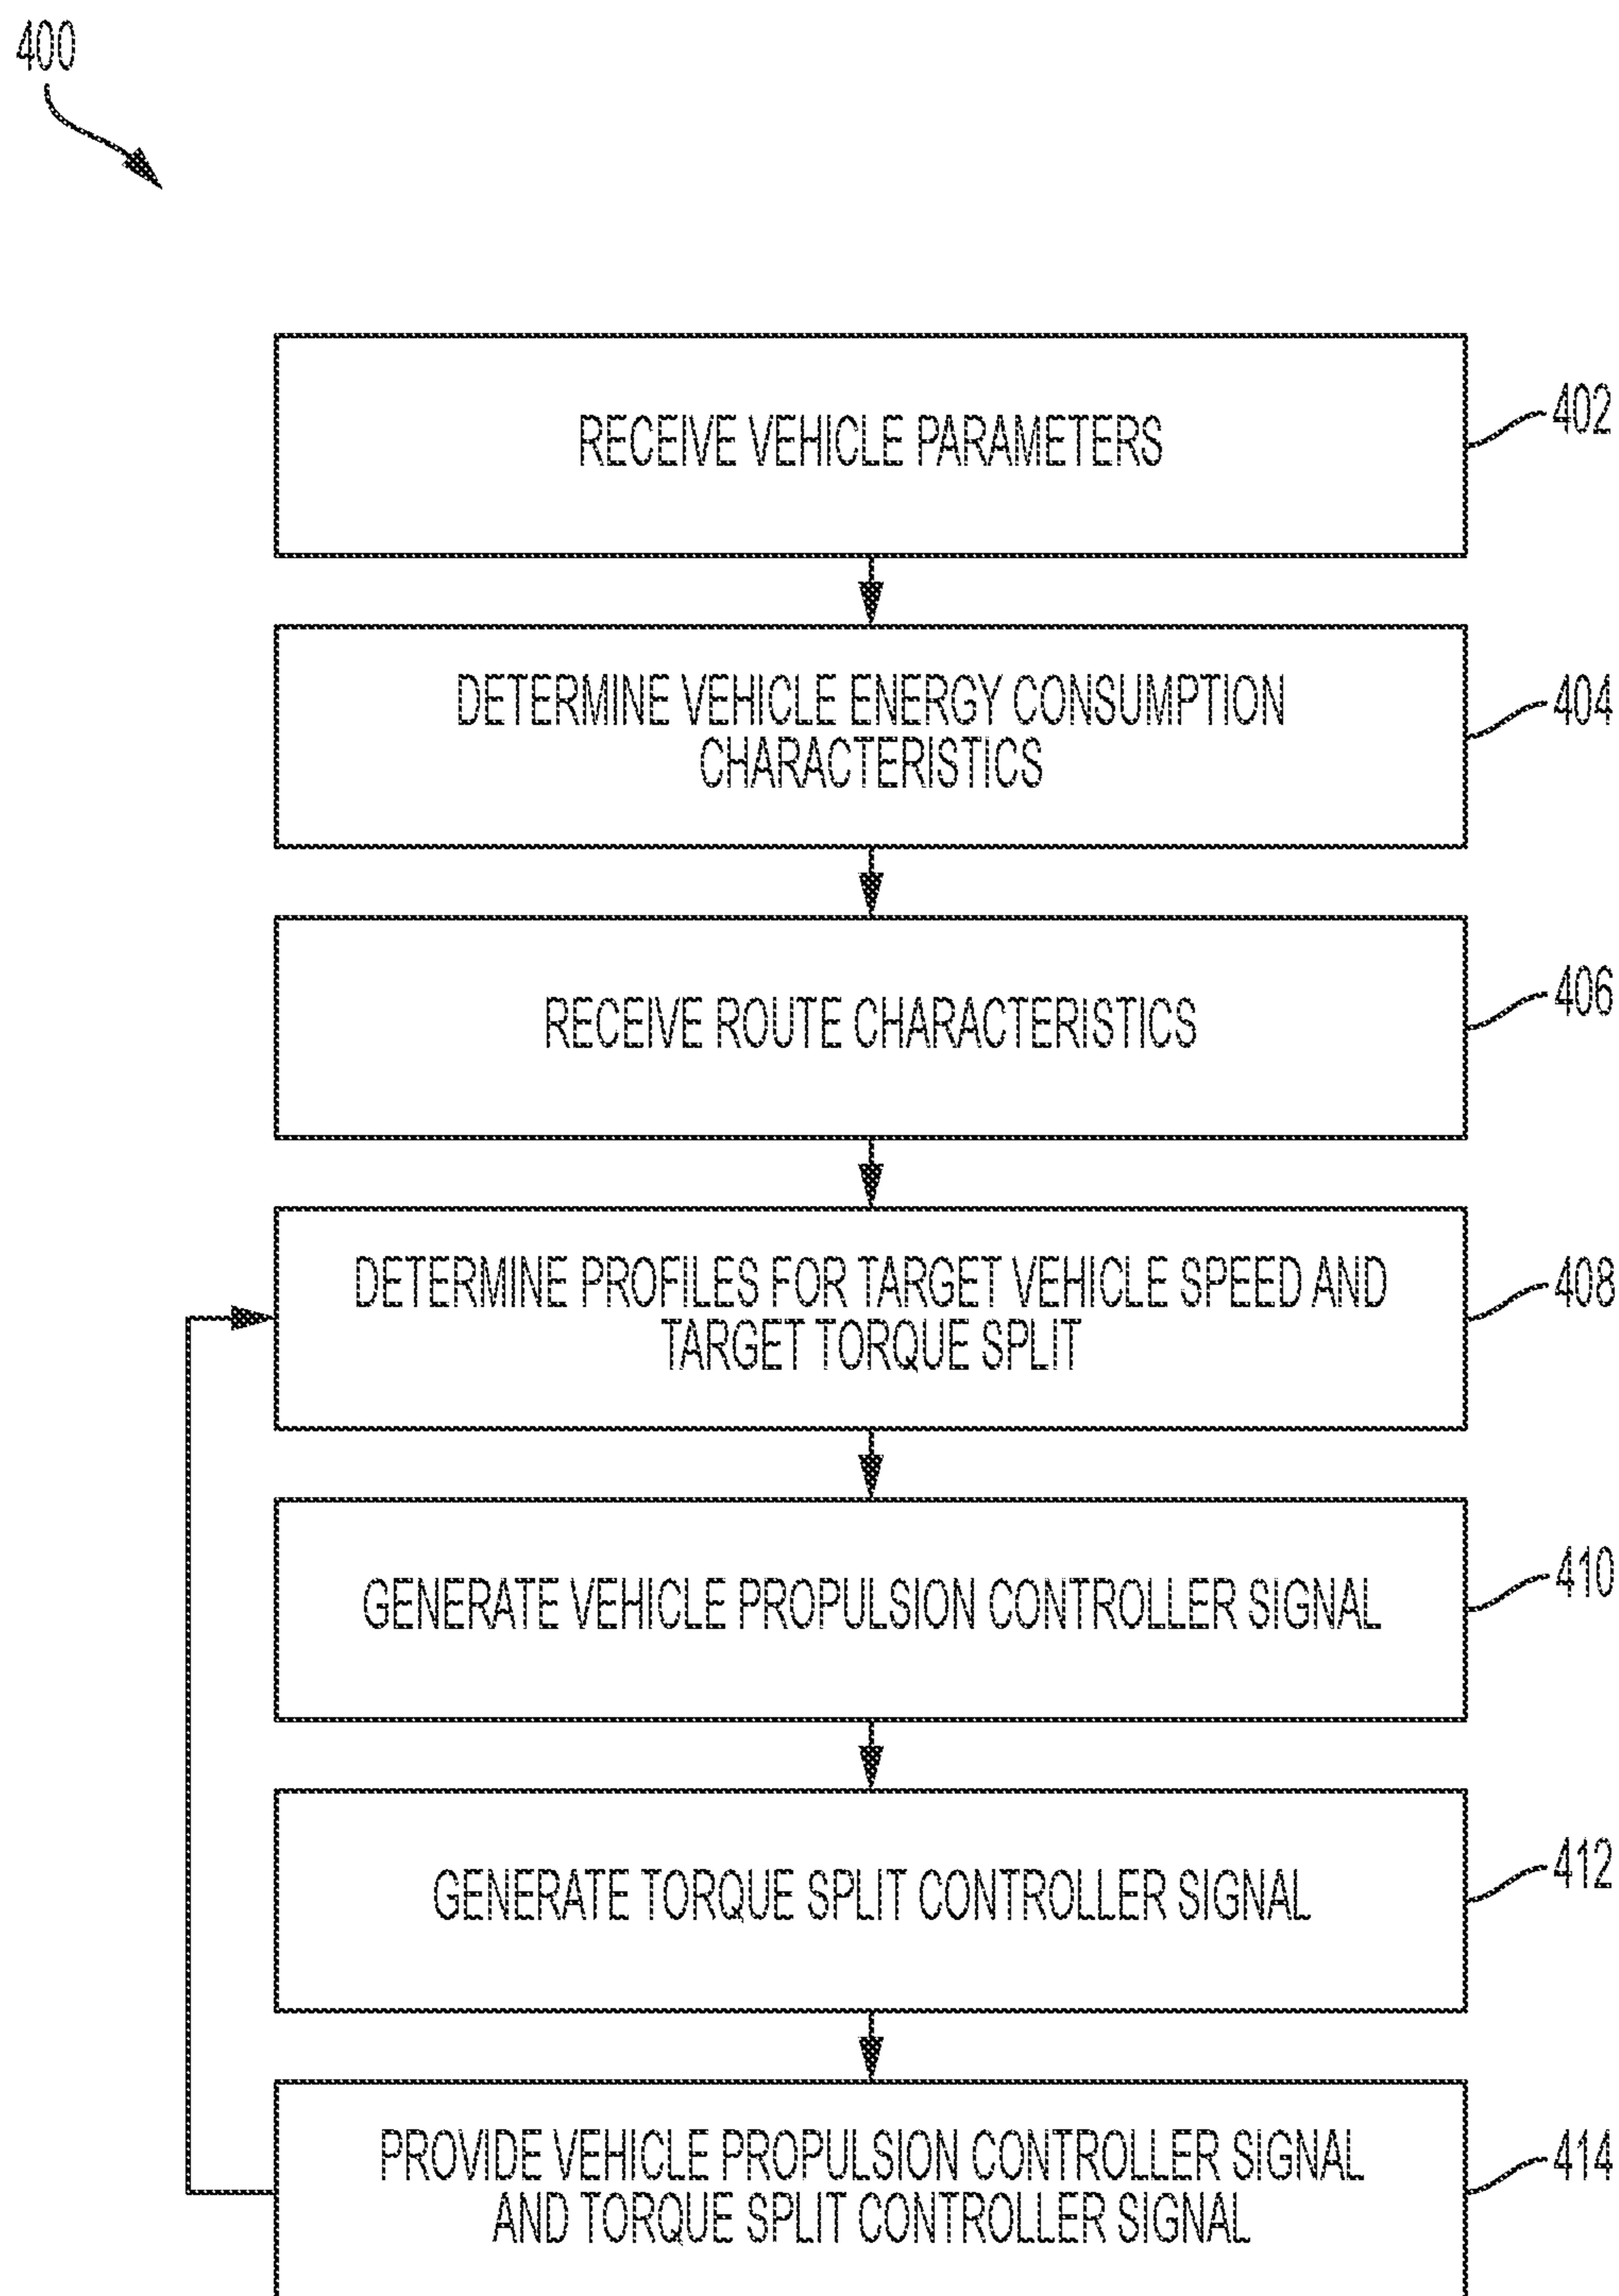 400
RECEIVE VEHICLE PARAMETERS
402
DETERMINE VEHICLE ENERGY CONSUMPTION
CHARACTERISTICS
404
RECEIVE ROUTE CHARACTERISTICS
406
DETERMINE PROFILES FOR TARGET VEHICLE SPEED AND
TARGET TORQUE SPLIT
408
GENERATE VEHICLE PROPULSION CONTROLLER SIGNAL
410
GENERATE TORQUE SPLIT CONTROLLER SIGNAL
412
PROVIDE VEHICLE PROPULSION CONTROLLER SIGNAL
AND TORQUE SPLIT CONTROLLER SIGNAL
414